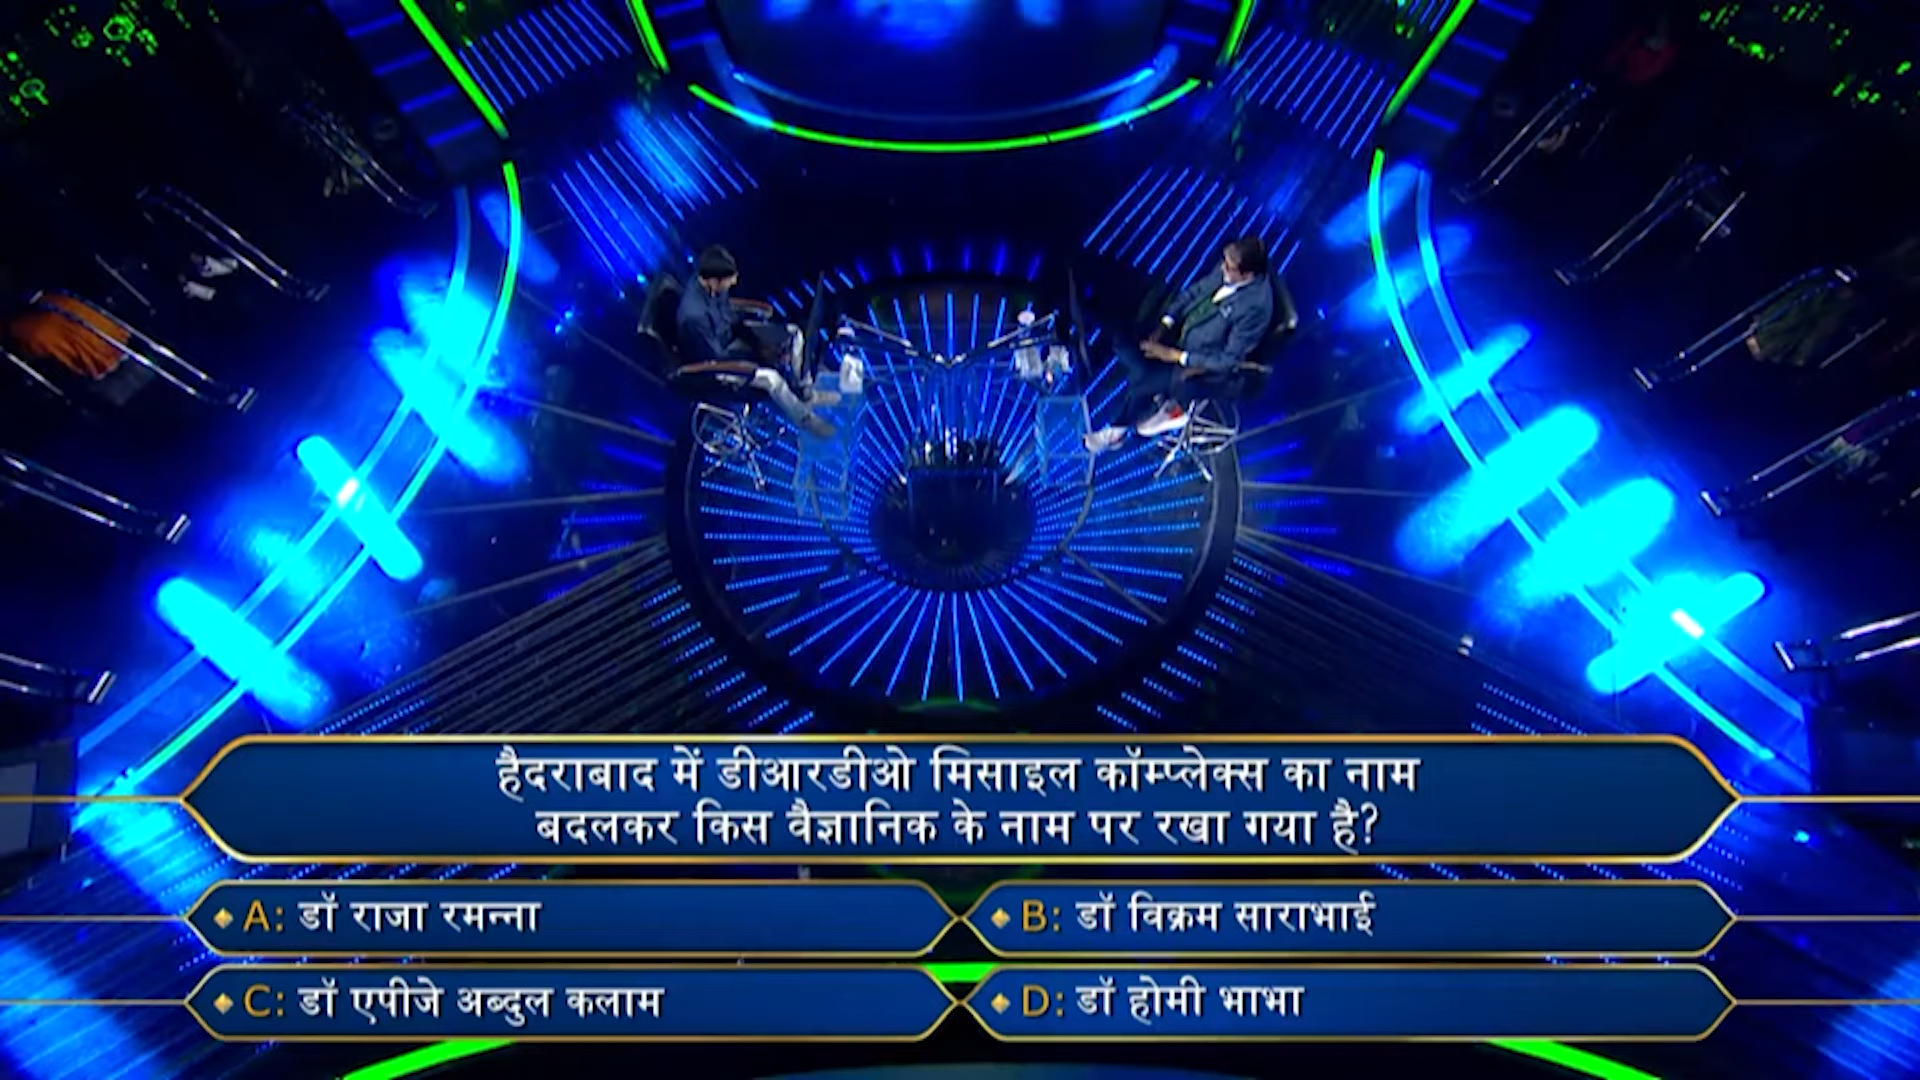 हैदराबाद में डीआरडीओ मिसाइल कॉम्प्लेक्स का नाम
बदलकर किस वैज्ञानिक के नाम पर रखा गया है?
A: डॉ राजा रमन्ना
B: डॉ विक्रम साराभाई
C: डॉ एपीजे अब्दुल कलाम
D: डॉ होमी भाभा